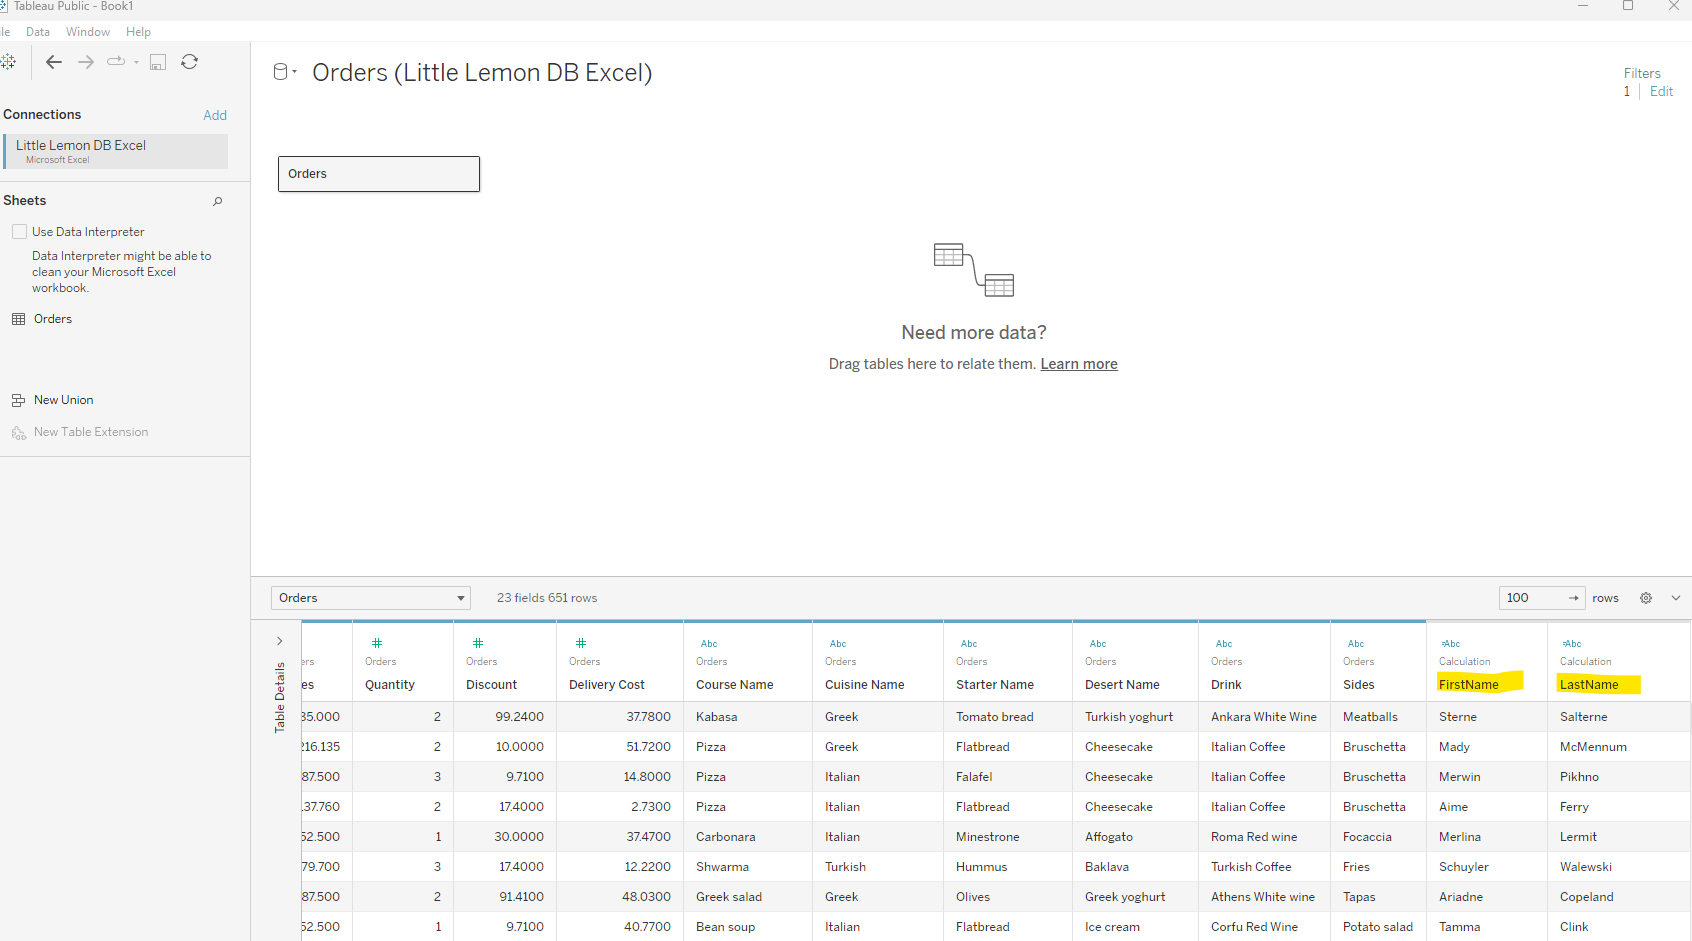 Tableau Public - Book1
ile Data Window Help
Connections Add
Little Lemon DB Excel
Microsoft Excel
Sheets
Use Data Interpreter
Data Interpreter might be able to
clean your Microsoft Excel
workbook.
Orders
New Union
New Table Extension
Orders (Little Lemon DB Excel)
Filters
1 Edit
Orders
Need more data?
Drag tables here to relate them. Learn more
Orders 23 fields 651 rows 100 rows
Table Details
Abc Abc Abc Abc Abc Abc =Abc =Abc
ers Orders Orders Orders Orders Orders Orders Orders Orders Orders Calculation Calculation
es Quantity Discount Delivery Cost Course Name Cuisine Name Starter Name Desert Name Drink Sides FirstName LastName
35.000 2 99.2400 37.7800 Kabasa Greek Tomato bread Turkish yoghurt Ankara White Wine Meatballs Sterne Salterne
216.135 2 10.0000 51.7200 Pizza Greek Flatbread Cheesecake Italian Coffee Bruschetta Mady McMennum
87.500 3 9.7100 14.8000 Pizza Italian Falafel Cheesecake Italian Coffee Bruschetta Merwin Pikhno
37.760 2 17.4000 2.7300 Pizza Italian Flatbread Cheesecake Italian Coffee Bruschetta Aime Ferry
52.500 1 30.0000 37.4700 Carbonara Italian Minestrone Affogato Roma Red wine Focaccia Merlina Lermit
79.700 3 17.4000 12.2200 Shwarma Turkish Hummus Baklava Turkish Coffee Fries Schuyler Walewski
87.500 2 91.4100 48.0300 Greek salad Greek Olives Greek yoghurt Athens White wine Tapas Ariadne Copeland
52.500 1 9.7100 40.7700 Bean soup Italian Flatbread Ice cream Corfu Red Wine Potato salad Tamma Clink